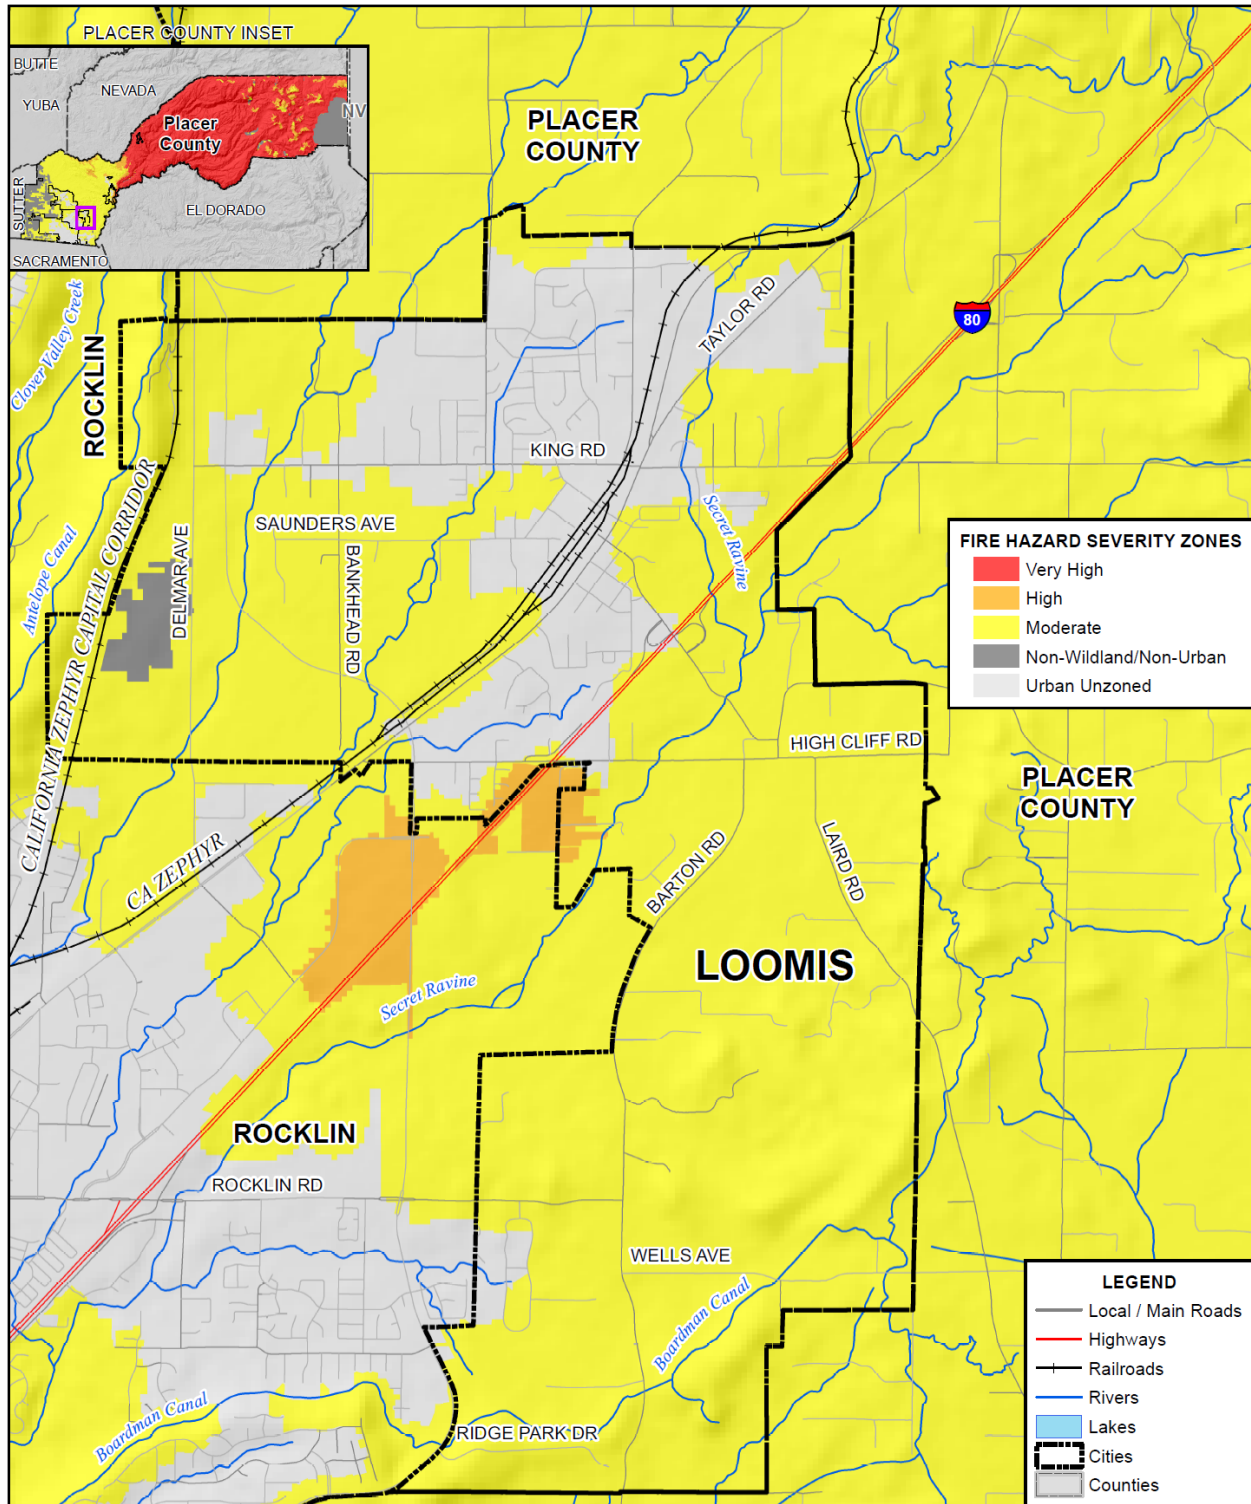 PLACER COUNTY INSET
BUTTE
YUBA
NEVADA
Placer
County
NV
SUTTER
EL DORADO
SACRAMENTO
PLACER
COUNTY
TAYLOR RD
80
Clover Valley Creek
ROCKLIN
KING RD
CALIFORNIA ZEPHYR CAPITAL CORRIDOR
SAUNDERS AVE
Secret Ravine
Antelope Canal
DELMAR AVE
BANKHEAD RD
FIRE HAZARD SEVERITY ZONES
Very High
High
Moderate
Non-Wildland/Non-Urban
Urban Unzoned
HIGH CLIFF RD
PLACER
COUNTY
CA ZEPHYR
BARTON RD
LAIRD RD
LOOMIS
Secret Ravine
ROCKLIN
ROCKLIN RD
WELLS AVE
Boardman Canal
Boardman Canal
RIDGE PARK DR
LEGEND
Local / Main Roads
Highways
Railroads
Rivers
Lakes
Cities
Counties